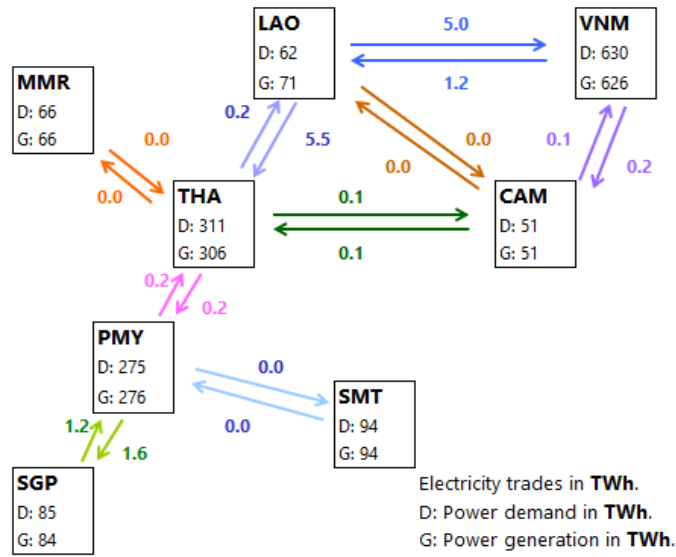 LAO
D: 62
G: 71
5.0
1.2
VNM
D: 630
G: 626
MMR
D: 66
G: 66
0.0
0.0
0.2
5.5
0.0
0.0
0.1
0.2
THA
D: 311
G: 306
0.1
0.1
CAM
D: 51
G: 51
0.2
0.2
PMY
D: 275
G: 276
0.0
0.0
SMT
D: 94
G: 94
1.2
1.6
SGP
D: 85
G: 84
Electricity trades in TWh.
D: Power demand in TWh.
G: Power generation in TWh.